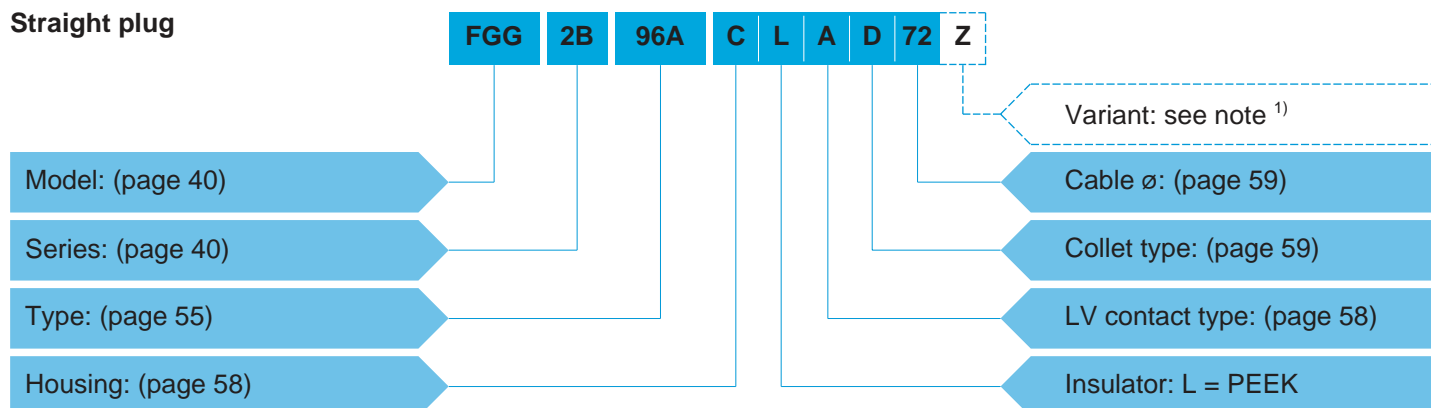 Straight plug
FGG 2B 96A C L A D 72 Z
Variant: see note 1)
Model: (page 40)
Cable ø: (page 59)
Series: (page 40)
Collet type: (page 59)
Type: (page 55)
LV contact type: (page 58)
Housing: (page 58)
Insulator: L = PEEK